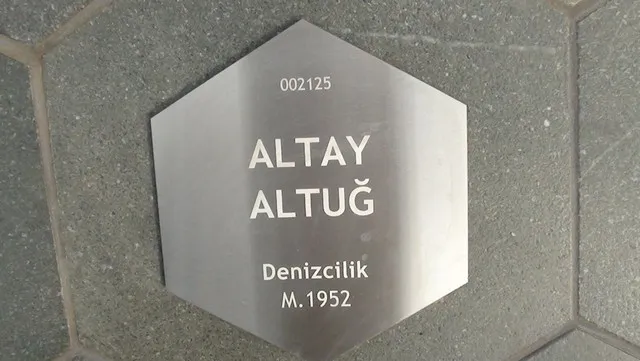 002125
ALTAY
ALTUĞ
Denizcilik
M.1952